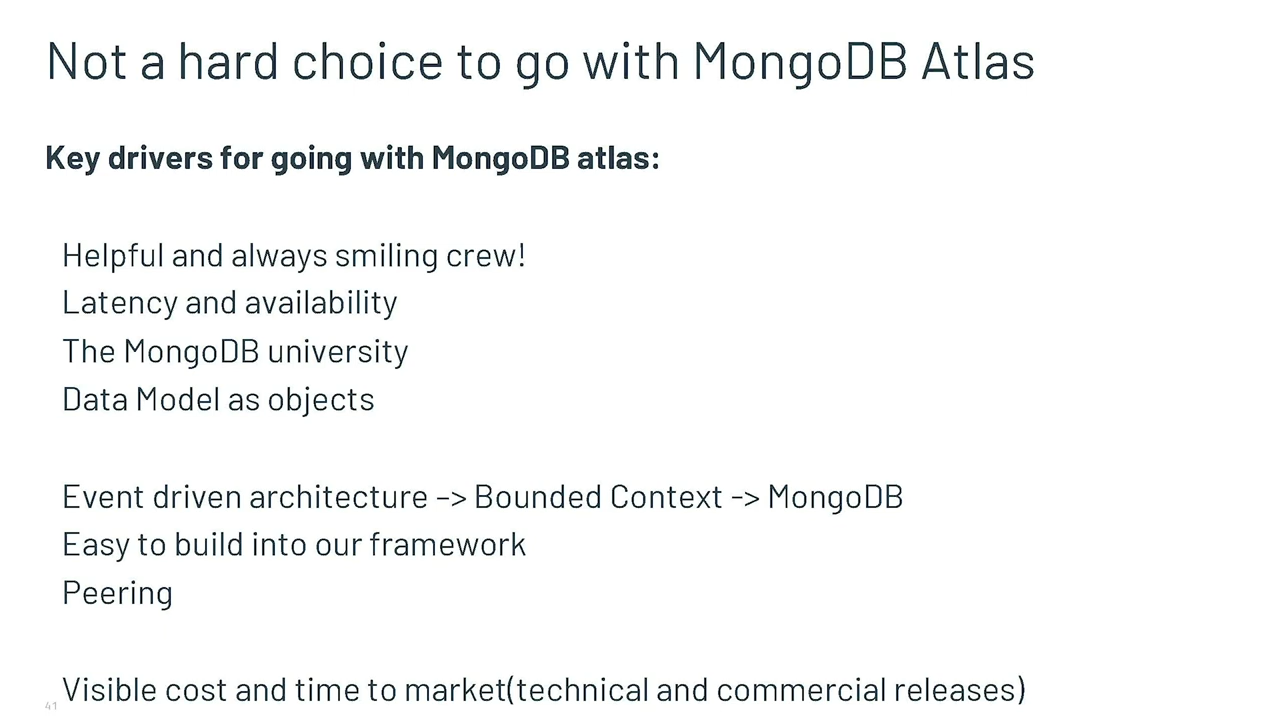 Not a hard choice to go with MongoDB Atlas
Key drivers for going with MongoDB atlas:
Helpful and always smiling crew!
Latency and availability
The MongoDB university
Data Model as objects
Event driven architecture –> Bounded Context -> MongoDB
Easy to build into our framework
Peering
Visible cost and time to market(technical and commercial releases)
41